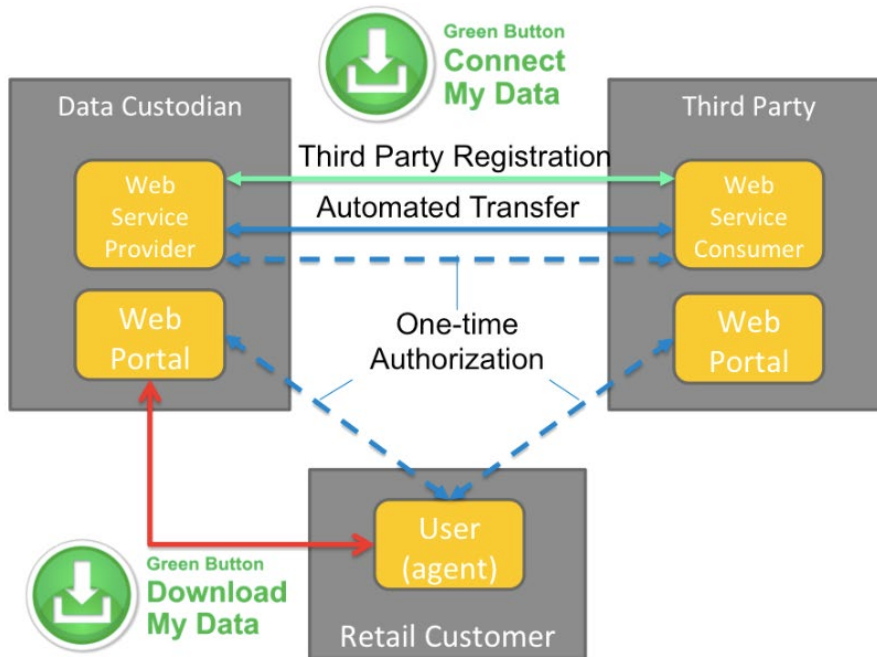 Green Button
Connect
My Data
Data Custodian
Third Party
Third Party Registration
Web
Service
Provider
Web
Service
Consumer
Automated Transfer
One-time
Authorization
Web
Portal
Web
Portal
User
(agent)
Green Button
Download
My Data
Retail Customer